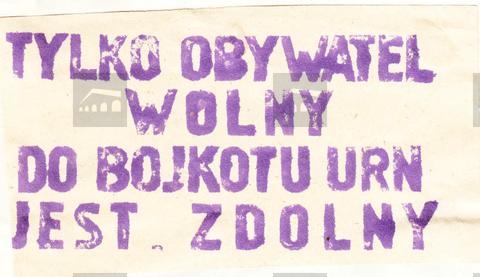 TYLKO OBYWATEL
WOLNY
DO BOJKOTU URN
JEST. ZDOLNY